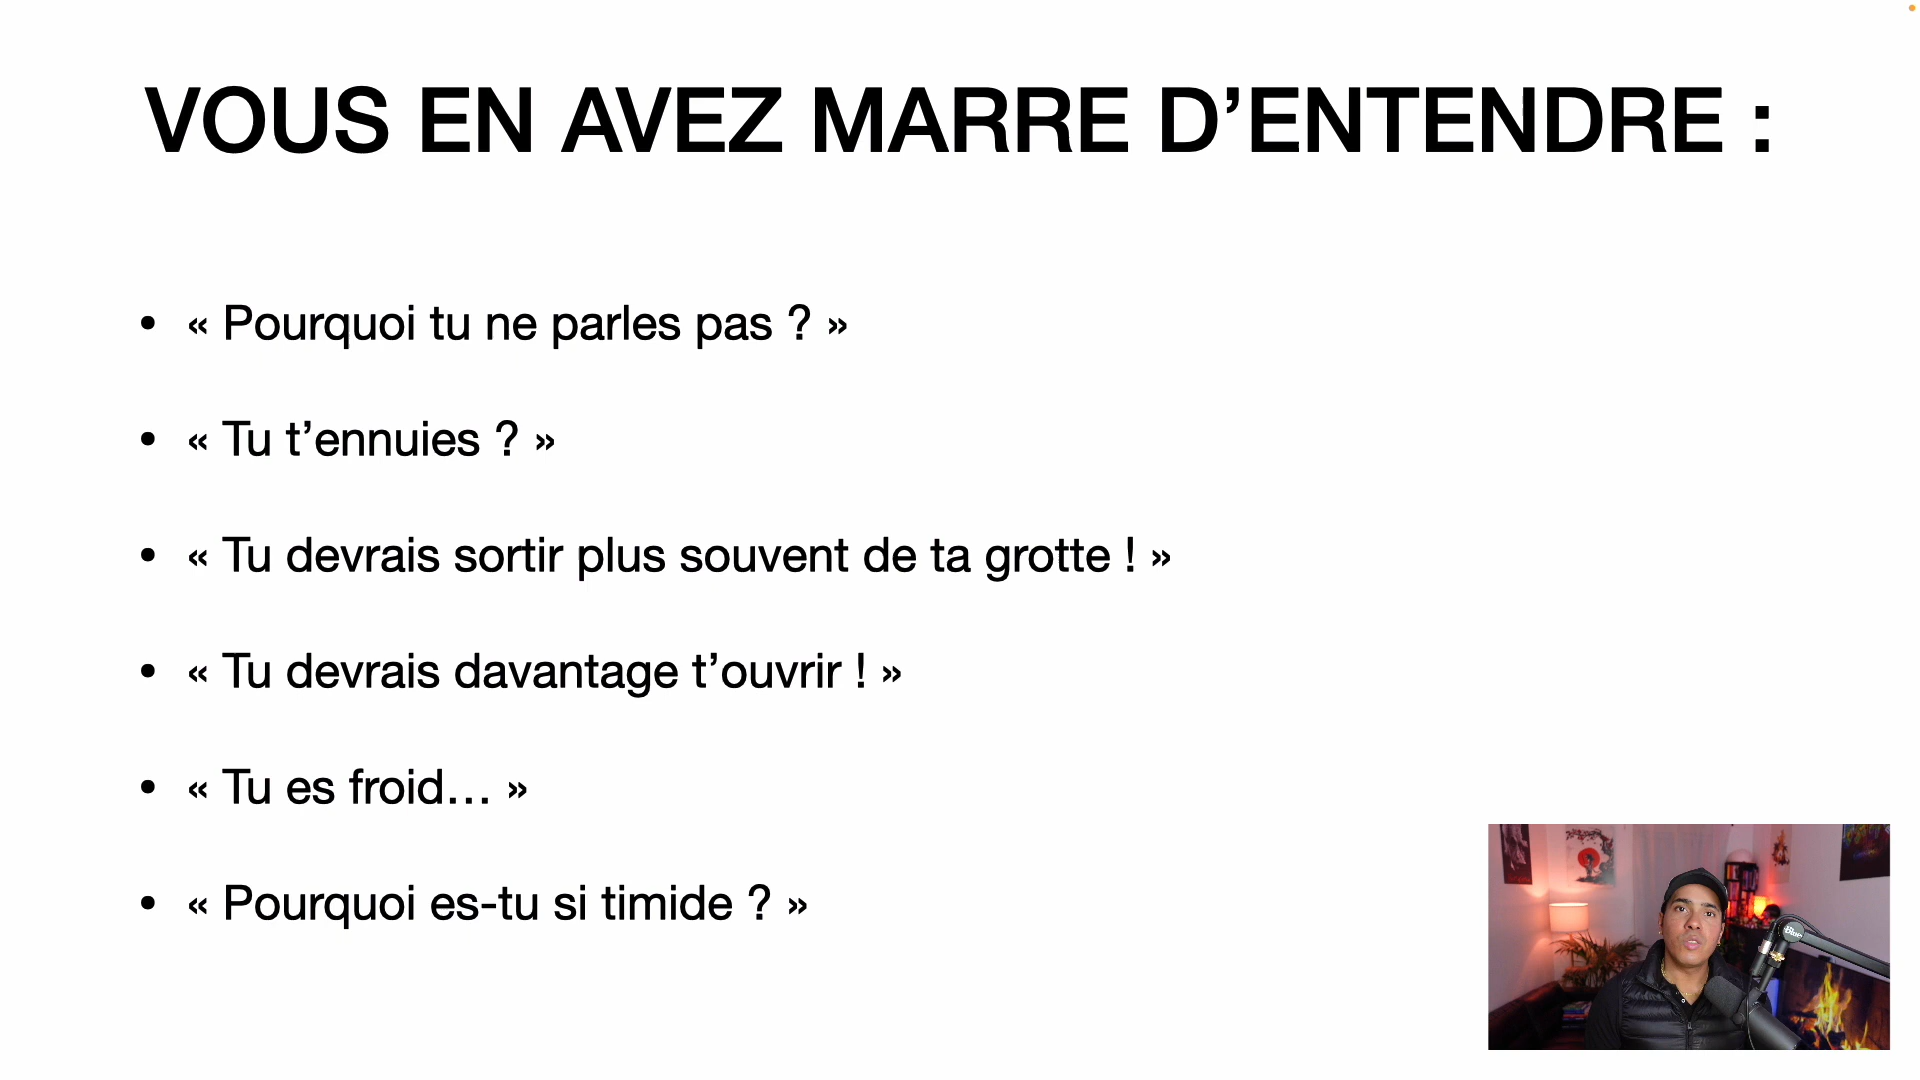 VOUS EN AVEZ MARRE D’ENTENDRE :
• « Pourquoi tu ne parles pas ? »
• « Tu t’ennuies ? »
• « Tu devrais sortir plus souvent de ta grotte ! »
• « Tu devrais davantage t’ouvrir ! »
• « Tu es froid… »
• « Pourquoi es-tu si timide ? »
Blue